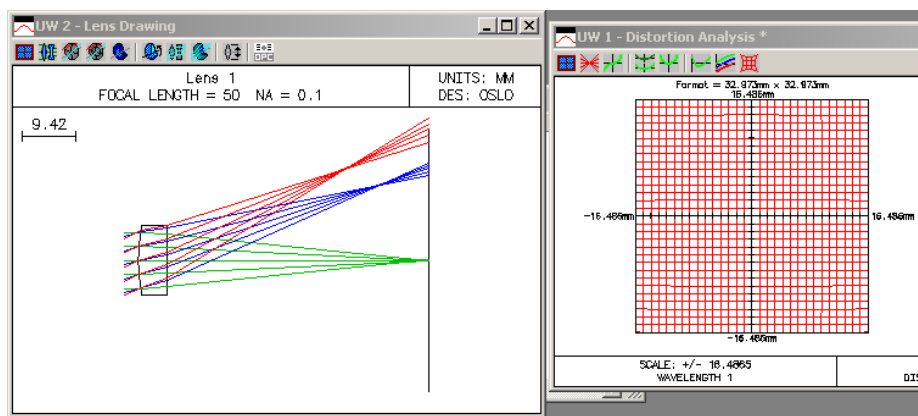 UW 2 - Lens Drawing
Lens 1
FOCAL LENGTH = 50 NA = 0.1
UNITS: MM
DES: OSLO
9.42
UW 1 - Distortion Analysis *
Format = 32.973mm x 32.973mm
16.486mm
-16.486mm
16.486mm
-16.486mm
SCALE: +/- 16.4865
WAVELENGTH 1
DIS